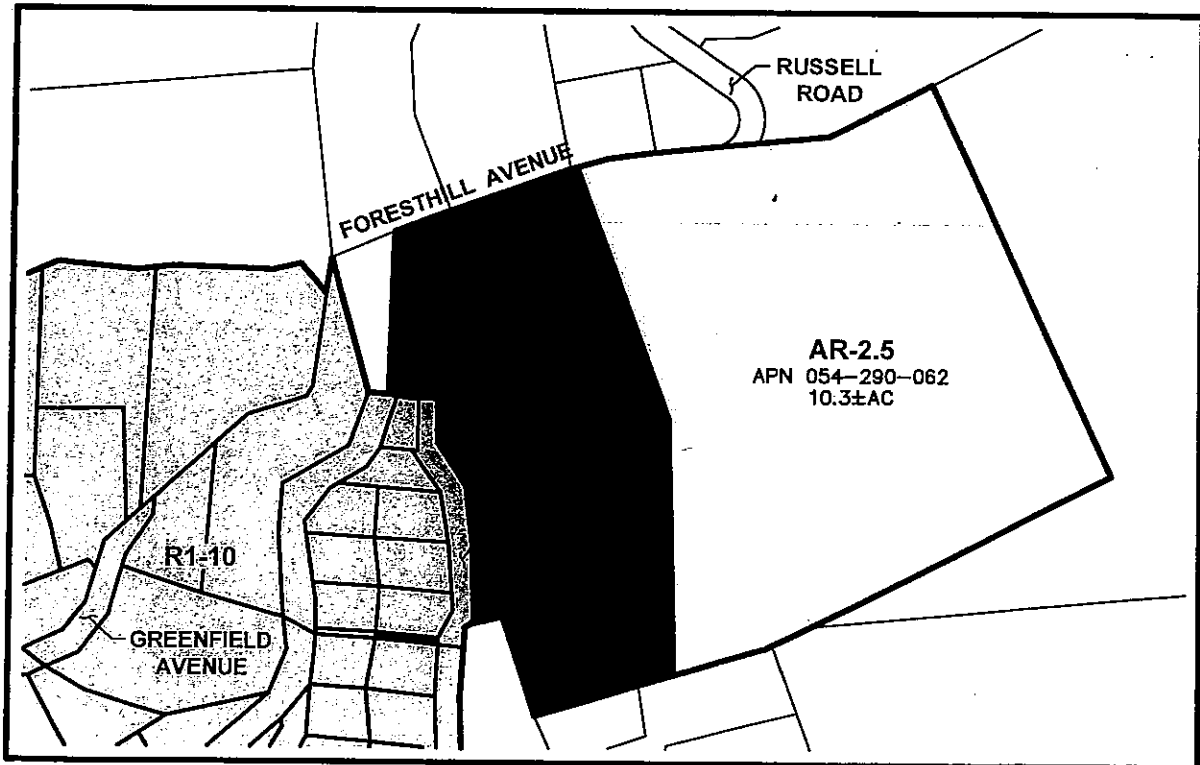 RUSSELL
ROAD
FORESTHILL AVENUE
AR-2.5
APN 054-290-062
10.3±AC
R1-10
GREENFIELD
AVENUE